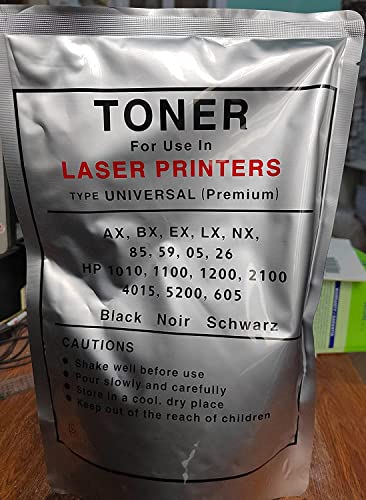 TONER
For Use In
LASER PRINTERS
TYPE UNIVERSAL (Premium)
AX, BX, EX, LX, NX,
85, 59, 05, 26
HP 1010, 1100, 1200, 2100
4015, 5200, 605
Black Noir Schwarz
CAUTIONS
• Shake well before use
• Pour slowly and carefully
• Store in a cool, dry place
• Keep out of the reach of children